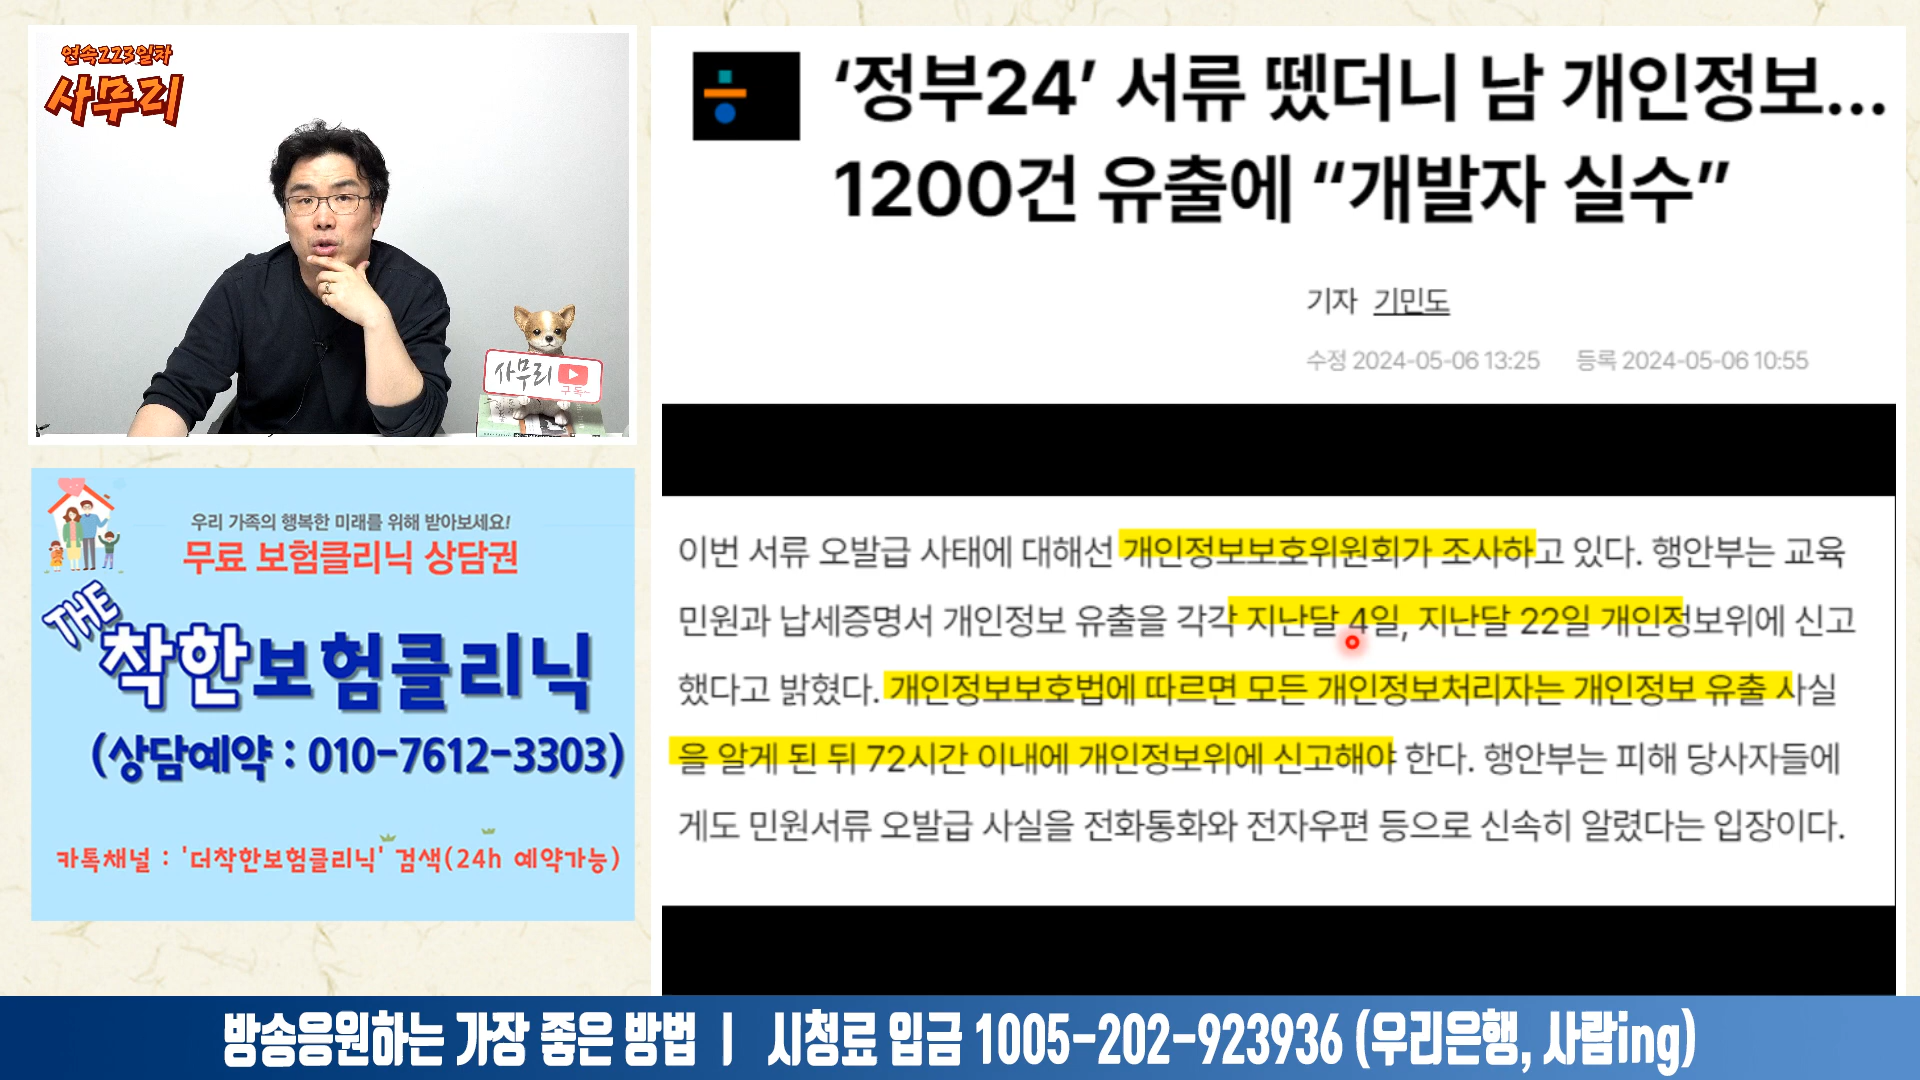 연속223일차
사무리
사무리
구독~
우리 가족의 행복한 미래를 위해 받아보세요!
무료 보험클리닉 상담권
THE
착한보험클리닉
(상담예약 : 010-7612-3303)
카톡채널 : '더착한보험클리닉' 검색(24h 예약가능)
‘정부24’ 서류 뗐더니 남 개인정보…
1200건 유출에 “개발자 실수”
기자 기민도
수정 2024-05-06 13:25 등록 2024-05-06 10:55
이번 서류 오발급 사태에 대해선 개인정보보호위원회가 조사하고 있다. 행안부는 교육
민원과 납세증명서 개인정보 유출을 각각 지난달 4일, 지난달 22일 개인정보위에 신고
했다고 밝혔다. 개인정보보호법에 따르면 모든 개인정보처리자는 개인정보 유출 사실
을 알게 된 뒤 72시간 이내에 개인정보위에 신고해야 한다. 행안부는 피해 당사자들에
게도 민원서류 오발급 사실을 전화통화와 전자우편 등으로 신속히 알렸다는 입장이다.
방송응원하는 가장 좋은 방법 | 시청료 입금 1005-202-923936 (우리은행, 사람ing)